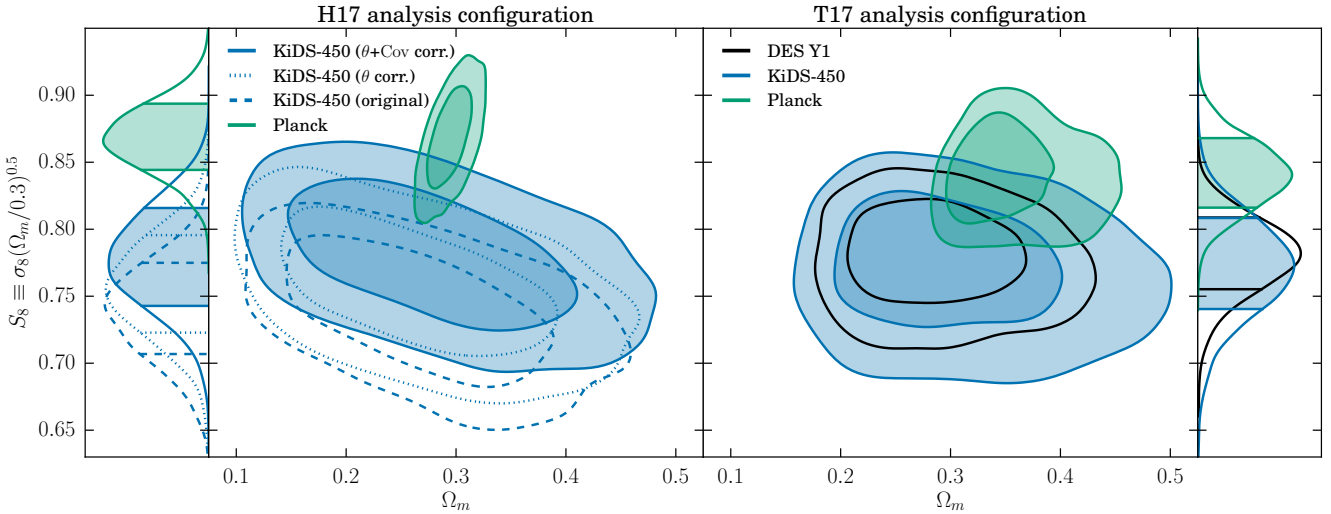 H17 analysis configuration
T17 analysis configuration
KiDS-450 (θ+Cov corr.)
KiDS-450 (θ corr.)
KiDS-450 (original)
Planck
DES Y1
KiDS-450
Planck
S₈ ≡ σ₈(Ωₘ/0.3)⁰·⁵
0.90
0.85
0.80
0.75
0.70
0.65
0.1 0.2 0.3 0.4 0.5
0.1 0.2 0.3 0.4 0.5
Ωₘ
Ωₘ